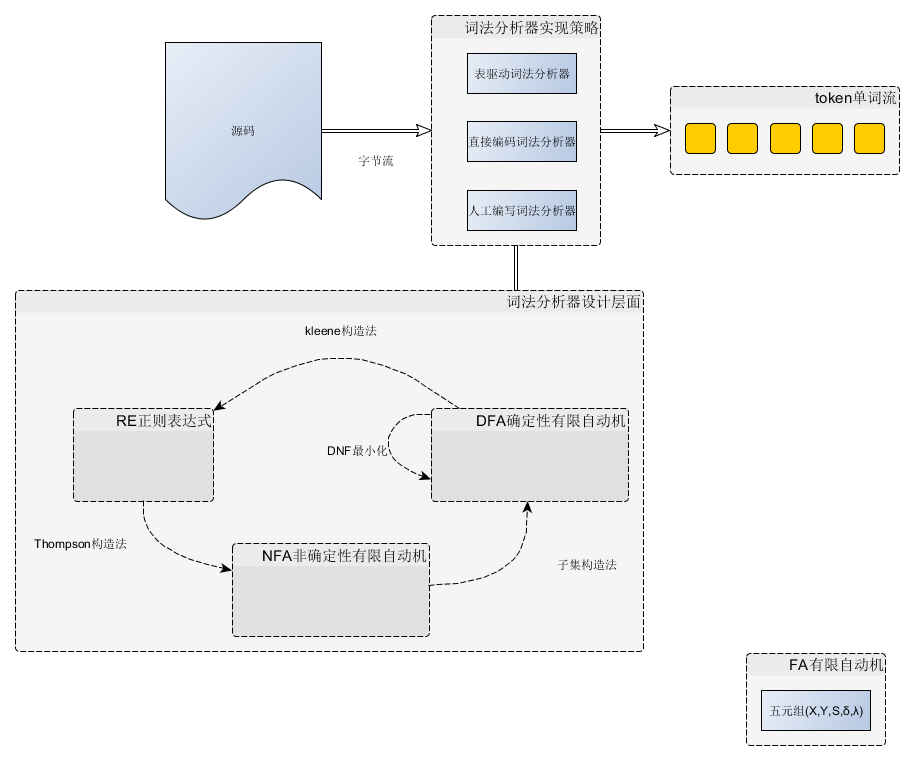 词法分析器实现策略
表驱动词法分析器
源码
直接编码词法分析器
字节流
人工编写词法分析器
token单词流
词法分析器设计层面
kleene构造法
RE正则表达式
DFA确定性有限自动机
DNF最小化
Thompson构造法
NFA非确定性有限自动机
子集构造法
FA有限自动机
五元组(X,Y,S,δ,λ)